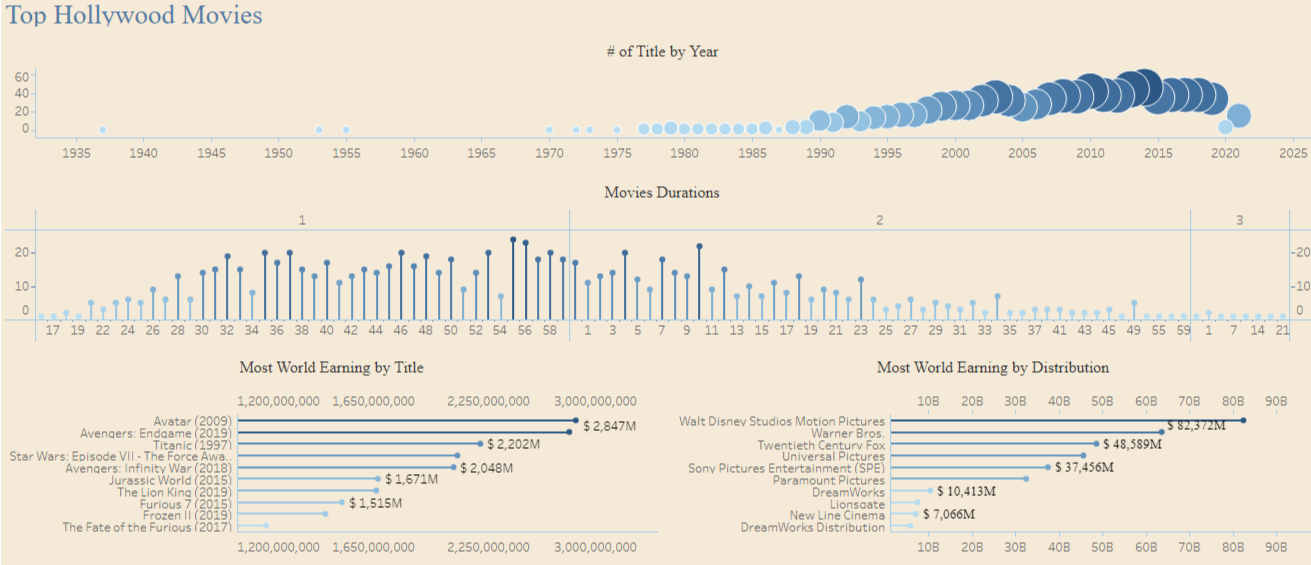 Top Hollywood Movies
# of Title by Year
60
40
20
0
1935 1940 1945 1950 1955 1960 1965 1970 1975 1980 1985 1990 1995 2000 2005 2010 2015 2020 2025
Movies Durations
1 2 3
20 20
10 10
0 0
17 19 22 24 26 28 30 32 34 36 38 40 42 44 46 48 50 52 54 56 58 1 3 5 7 9 11 13 15 17 19 21 23 25 27 29 31 33 35 37 41 43 45 49 55 59 1 7 14 21
Most World Earning by Title
1,200,000,000 1,650,000,000 2,250,000,000 3,000,000,000
Avatar (2009)
$ 2,847M
Avengers: Endgame (2019)
Titanic (1997) $ 2,202M
Star Wars: Episode VII - The Force Awa..
Avengers: Infinity War (2018) $ 2,048M
Jurassic World (2015) $ 1,671M
The Lion King (2019)
Furious 7 (2015) $ 1,515M
Frozen II (2019)
The Fate of the Furious (2017)
1,200,000,000 1,650,000,000 2,250,000,000 3,000,000,000
Most World Earning by Distribution
10B 20B 30B 40B 50B 60B 70B 80B 90B
Walt Disney Studios Motion Pictures
$ 82,372M
Warner Bros.
Twentieth Century Fox $ 48,589M
Universal Pictures
Sony Pictures Entertainment (SPE) $ 37,456M
Paramount Pictures
DreamWorks $ 10,413M
Lionsgate
New Line Cinema $ 7,066M
DreamWorks Distribution
10B 20B 30B 40B 50B 60B 70B 80B 90B